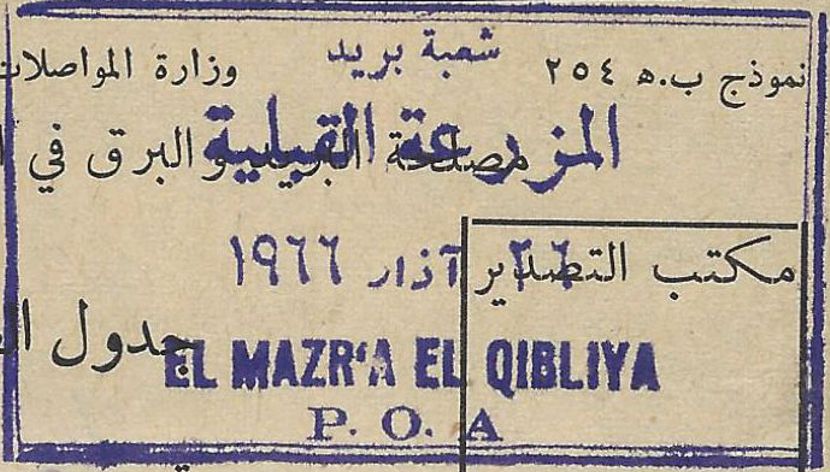 شعبة بريد
نموذج ب.ه ٢٥٤ وزارة المواصلات
المزرعة القبلية
مصلحة البريد والبرق في
٢٦ آذار ١٩٦٦
مكتب التصدير
جدول
EL MAZR'A EL QIBLIYA
P. O. A